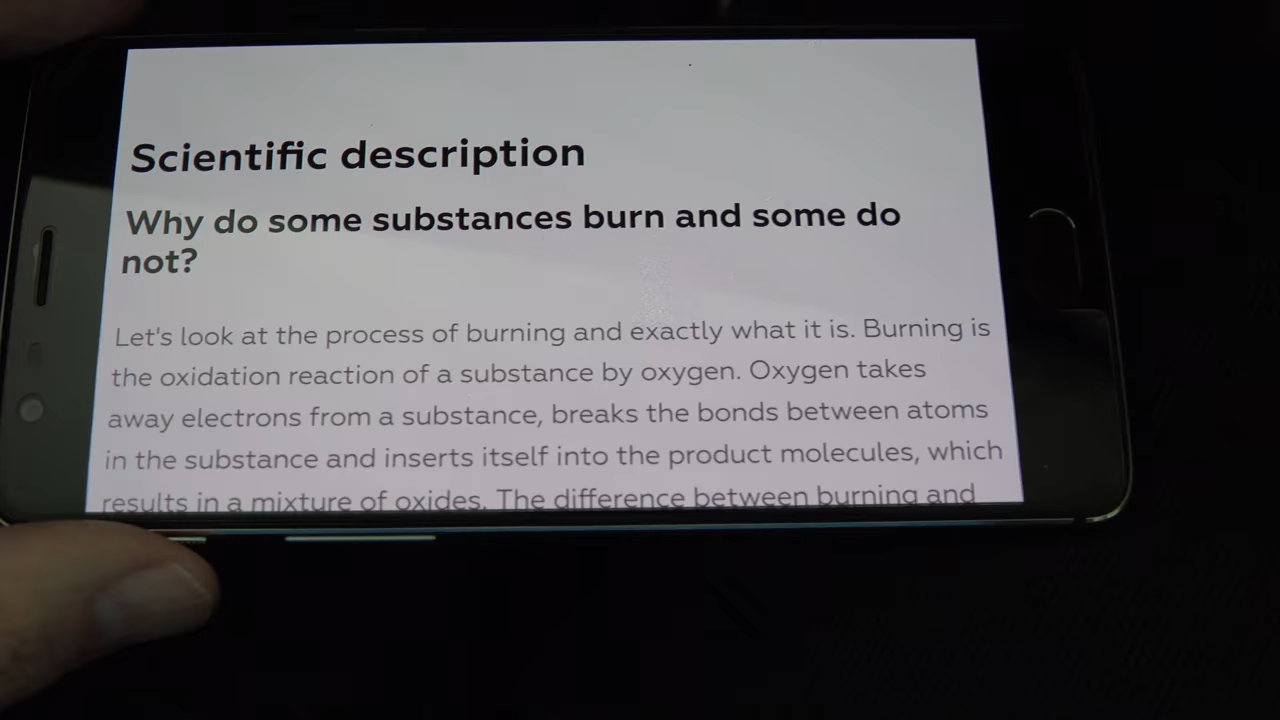 Scientific description
Why do some substances burn and some do
not?
Let's look at the process of burning and exactly what it is. Burning is
the oxidation reaction of a substance by oxygen. Oxygen takes
away electrons from a substance, breaks the bonds between atoms
in the substance and inserts itself into the product molecules, which
results in a mixture of oxides. The difference between burning and